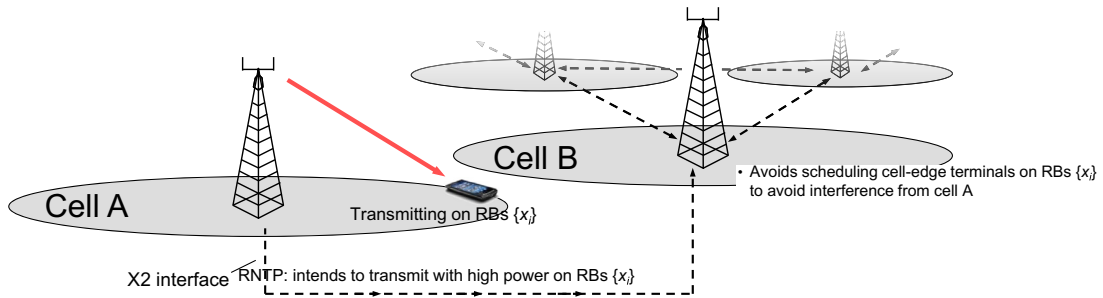 Cell B
• Avoids scheduling cell-edge terminals on RBs {xi}
to avoid interference from cell A
Cell A
Transmitting on RBs {xi}
X2 interface
RNTP: intends to transmit with high power on RBs {xi}